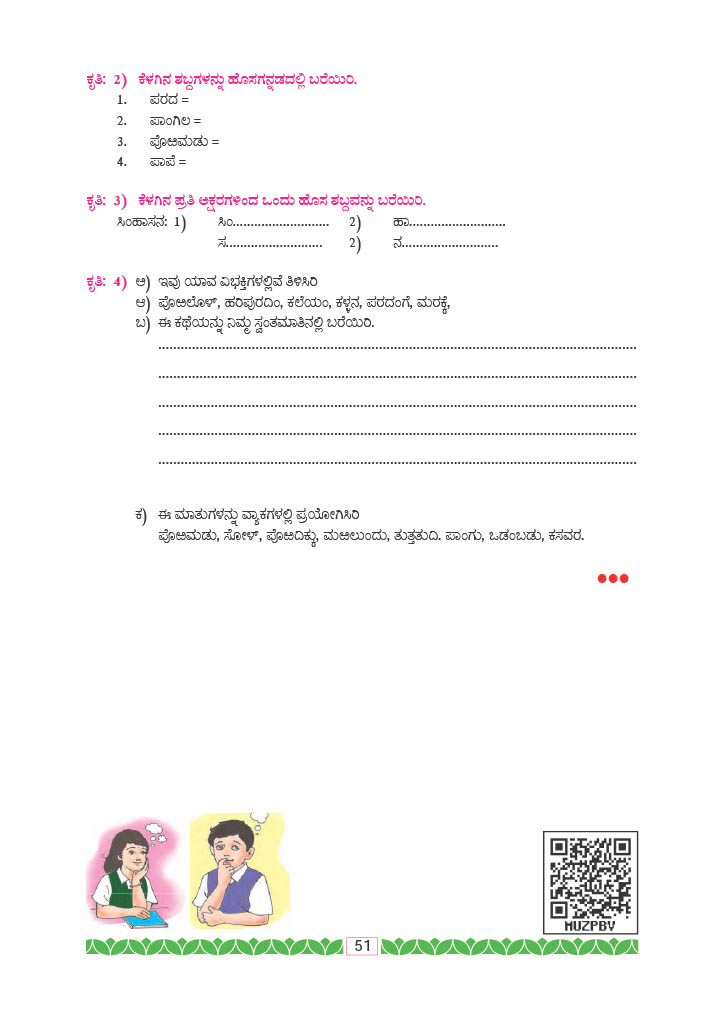 ಕೃತಿ: 2) ಕೆಳಗಿನ ಶಬ್ದಗಳನ್ನು ಹೊಸಗನ್ನಡದಲ್ಲಿ ಬರೆಯಿರಿ.
1. ಪರದ =
2. ಪಾಂಗಿಲ =
3. ಪೊಱಮಡು =
4. ಪಾಪೆ =
ಕೃತಿ: 3) ಕೆಳಗಿನ ಪ್ರತಿ ಅಕ್ಷರಗಳಿಂದ ಒಂದು ಹೊಸ ಶಬ್ದವನ್ನು ಬರೆಯಿರಿ.
ಸಿಂಹಾಸನ: 1) ಸಿಂ........................... 2) ಹಾ...........................
ಸ........................... 2) ನ...........................
ಕೃತಿ: 4) ಅ) ಇವು ಯಾವ ವಿಭಕ್ತಿಗಳಲ್ಲಿವೆ ತಿಳಿಸಿರಿ
ಆ) ಪೊಱಲೊಳ್, ಹರಿಪುರದಿಂ, ಕಲೆಯಂ, ಕಳ್ಳನ, ಪರದಂಗೆ, ಮರಕ್ಕೆ,
ಬ) ಈ ಕಥೆಯನ್ನು ನಿಮ್ಮ ಸ್ವಂತಮಾತಿನಲ್ಲಿ ಬರೆಯಿರಿ.
................................................................................................................................
................................................................................................................................
................................................................................................................................
................................................................................................................................
................................................................................................................................
ಕ) ಈ ಮಾತುಗಳನ್ನು ವ್ಯಾಕಗಳಲ್ಲಿ ಪ್ರಯೋಗಿಸಿರಿ
ಪೊಱಮಡು, ಸೋಳ್, ಪೊಱದಿಕ್ಕು, ಮಱಲುಂದು, ತುತ್ತತುದಿ. ಪಾಂಗು, ಒಡಂಬಡು, ಕಸವರ.
MUZPBV
51